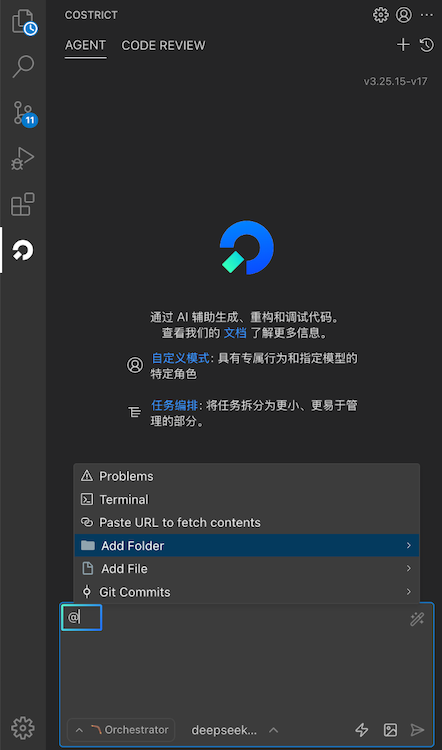 COSTRICT
AGENT CODE REVIEW
v3.25.15-v17
11
通过 AI 辅助生成、重构和调试代码。
查看我们的 文档 了解更多信息。
自定义模式: 具有专属行为和指定模型的
特定角色
任务编排: 将任务拆分为更小、更易于管
理的部分。
Problems
Terminal
Paste URL to fetch contents
Add Folder
Add File
Git Commits
@
Orchestrator deepseek...